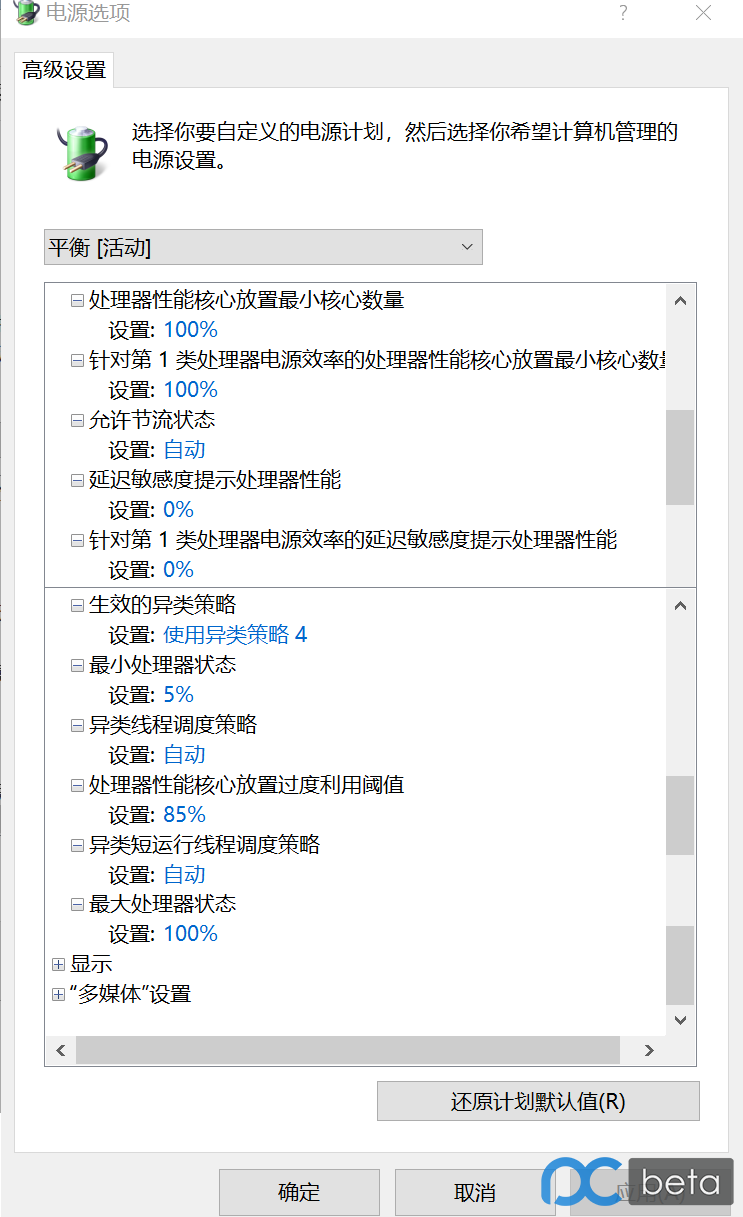 电源选项
?
高级设置
选择你要自定义的电源计划，然后选择你希望计算机管理的
电源设置。
平衡 [活动]
处理器性能核心放置最小核心数量
设置: 100%
针对第 1 类处理器电源效率的处理器性能核心放置最小核心数量
设置: 100%
允许节流状态
设置: 自动
延迟敏感度提示处理器性能
设置: 0%
针对第 1 类处理器电源效率的延迟敏感度提示处理器性能
设置: 0%
生效的异类策略
设置: 使用异类策略 4
最小处理器状态
设置: 5%
异类线程调度策略
设置: 自动
处理器性能核心放置过度利用阈值
设置: 85%
异类短运行线程调度策略
设置: 自动
最大处理器状态
设置: 100%
显示
“多媒体”设置
还原计划默认值(R)
确定
取消
应用(A)
pcbeta